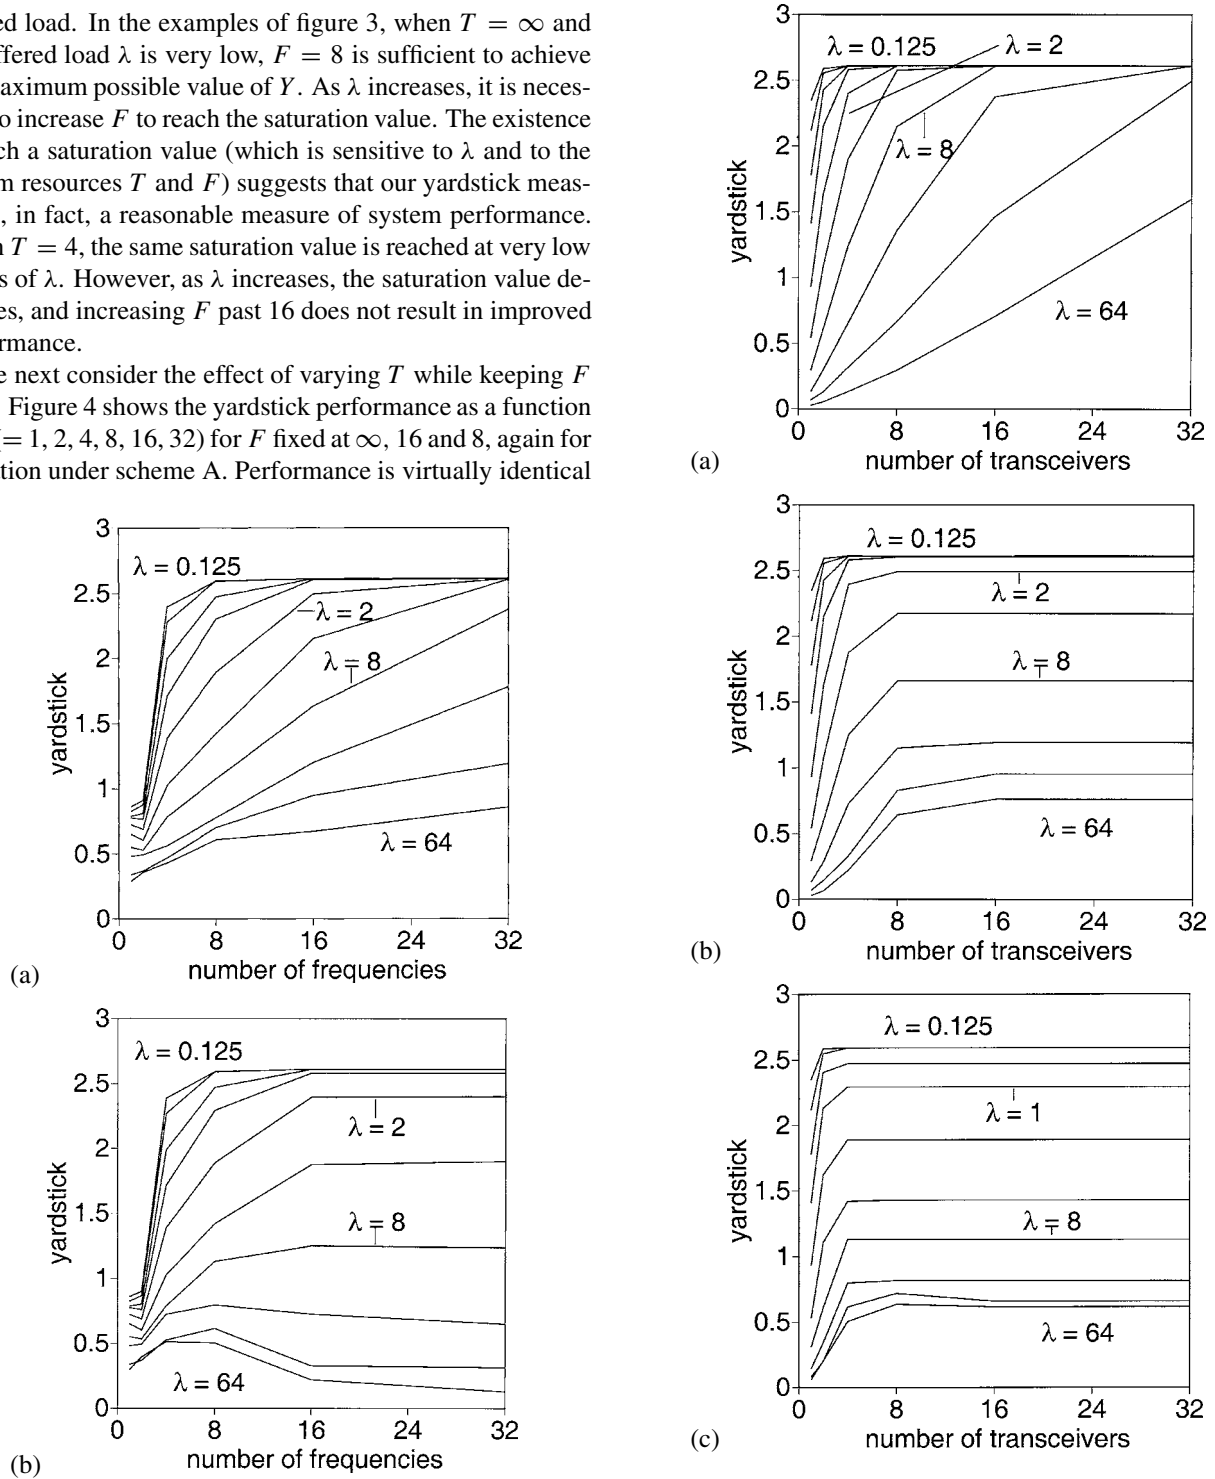 ed load. In the examples of figure 3, when T = ∞ and
ffered load λ is very low, F = 8 is sufficient to achieve
aximum possible value of Y. As λ increases, it is neces-
o increase F to reach the saturation value. The existence
ch a saturation value (which is sensitive to λ and to the
m resources T and F) suggests that our yardstick meas-
, in fact, a reasonable measure of system performance.
n T = 4, the same saturation value is reached at very low
s of λ. However, as λ increases, the saturation value de-
es, and increasing F past 16 does not result in improved
rmance.
e next consider the effect of varying T while keeping F
. Figure 4 shows the yardstick performance as a function
(= 1, 2, 4, 8, 16, 32) for F fixed at ∞, 16 and 8, again for
tion under scheme A. Performance is virtually identical
3
λ = 0.125
2.5
λ = 2
2
λ = 8
1.5
yardstick
1
0.5
λ = 64
0
0 8 16 24 32
number of frequencies
(a)
3
λ = 0.125
2.5
λ = 2
2
1.5
λ = 8
yardstick
1
0.5
λ = 64
0
0 8 16 24 32
number of frequencies
(b)
3
λ = 0.125
λ = 2
2.5
2
λ = 8
1.5
yardstick
1
λ = 64
0.5
0
0 8 16 24 32
number of transceivers
(a)
3
λ = 0.125
2.5
λ = 2
2
λ = 8
1.5
yardstick
1
λ = 64
0.5
0
0 8 16 24 32
number of transceivers
(b)
3
λ = 0.125
2.5
λ = 1
2
1.5
λ = 8
yardstick
1
0.5
λ = 64
0
0 8 16 24 32
number of transceivers
(c)